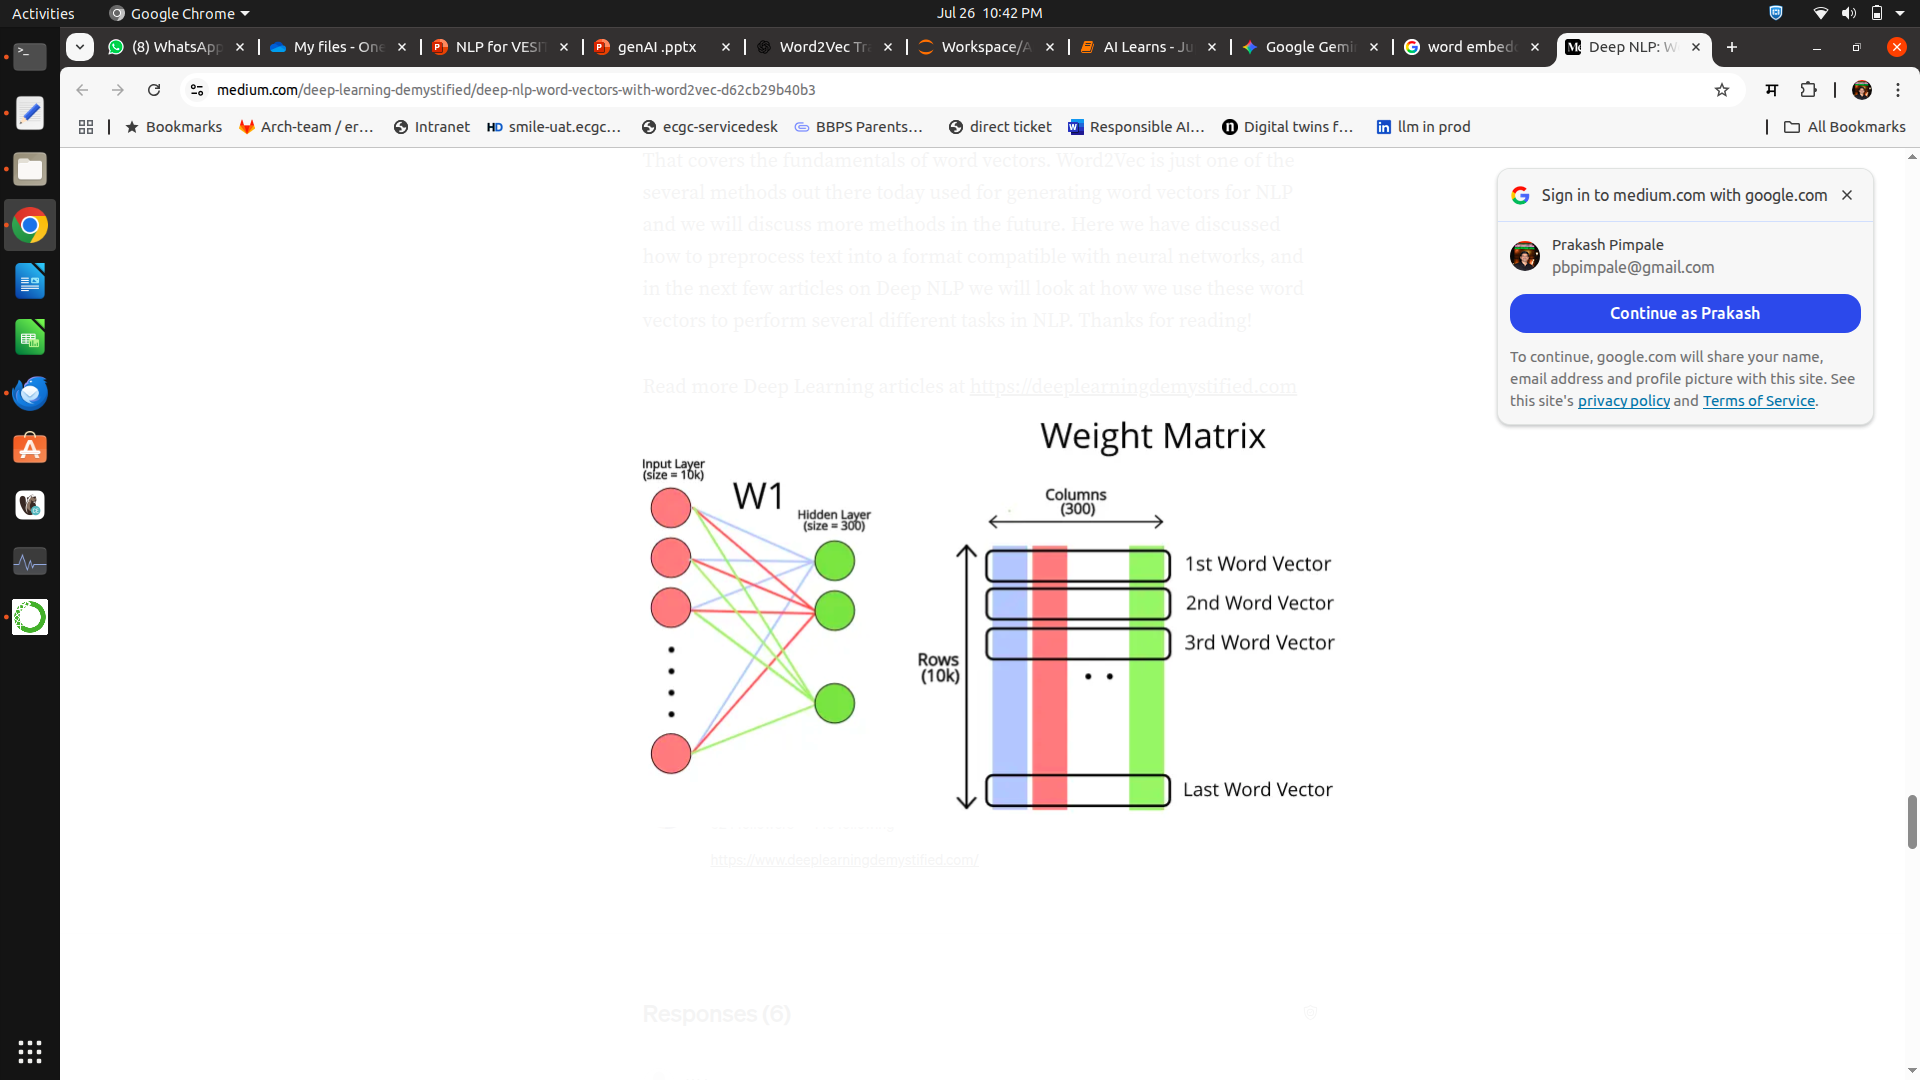 Activities
Google Chrome
Jul 26 10:42 PM
(8) WhatsApp
My files - One
NLP for VESI
genAI .pptx
Word2Vec Tra
Workspace/A
AI Learns - Ju
Google Gemi
word embed
Deep NLP: W
medium.com/deep-learning-demystified/deep-nlp-word-vectors-with-word2vec-d62cb29b40b3
Bookmarks
Arch-team / er...
Intranet
HD smile-uat.ecgc...
ecgc-servicedesk
BBPS Parents...
direct ticket
Responsible AI...
Digital twins f...
llm in prod
All Bookmarks
That covers the fundamentals of word vectors. Word2Vec is just one of the
several methods out there today used for generating word vectors for NLP
and we will discuss more methods in the future. Here we have discussed
how to preprocess text into a format compatible with neural networks, and
in the next few articles on Deep NLP we will look at how we use these word
vectors to perform several different tasks in NLP. Thanks for reading!
Read more Deep Learning articles at https://deeplearningdemystified.com
Sign in to medium.com with google.com
Prakash Pimpale
pbpimpale@gmail.com
Continue as Prakash
To continue, google.com will share your name,
email address and profile picture with this site. See
this site's privacy policy and Terms of Service.
Weight Matrix
Input Layer
(size = 10k)
W1
Hidden Layer
(size = 300)
Columns
(300)
Rows
(10k)
1st Word Vector
2nd Word Vector
3rd Word Vector
Last Word Vector
https://www.deeplearningdemystified.com/
Responses (6)